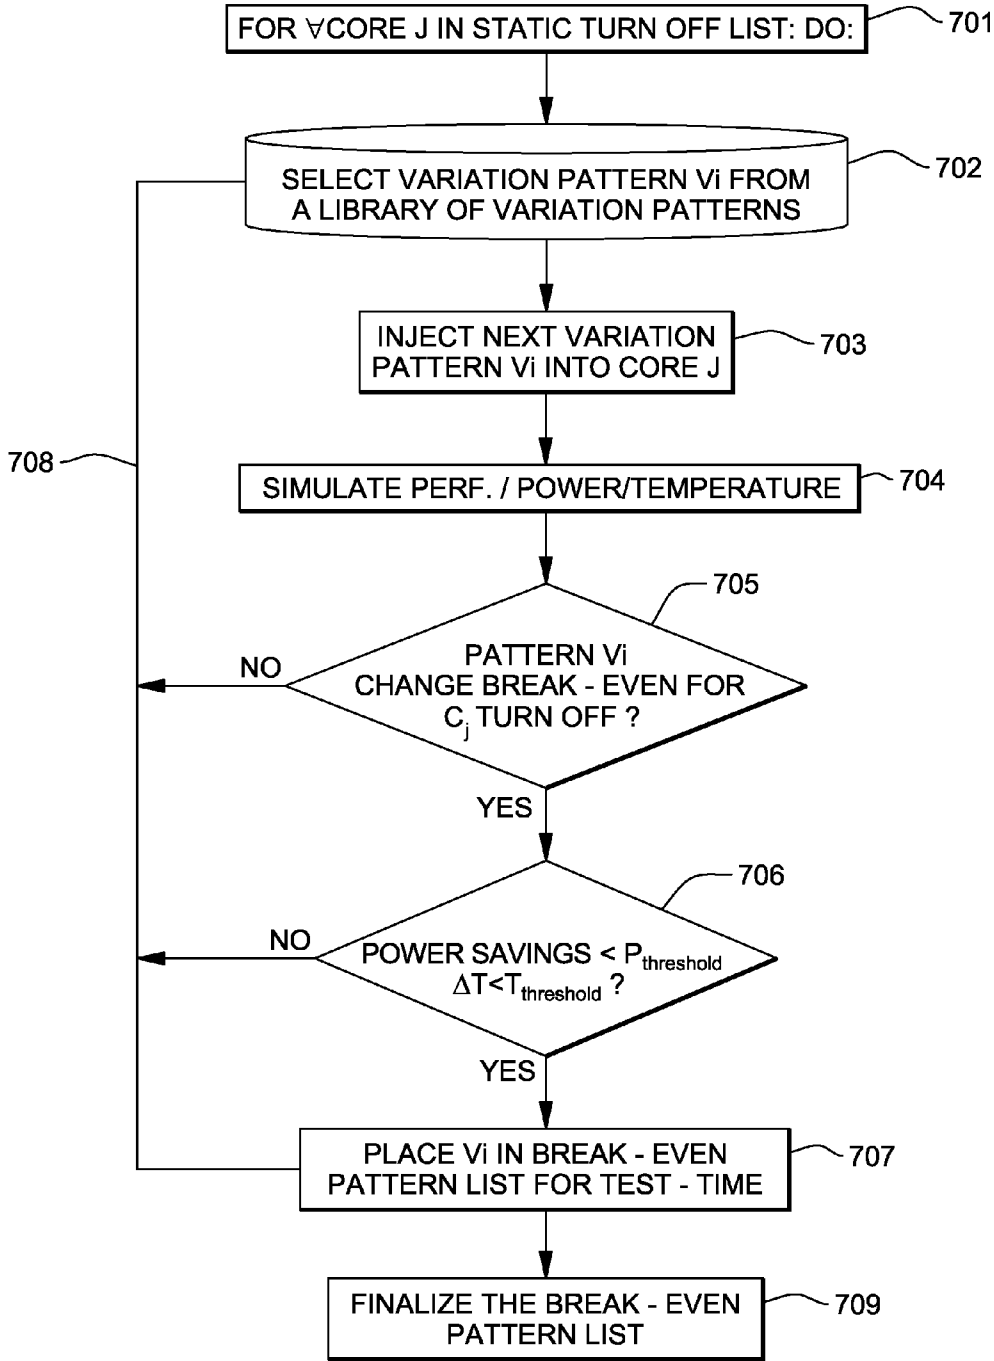 FOR ∀CORE J IN STATIC TURN OFF LIST: DO:
701
SELECT VARIATION PATTERN Vi FROM
A LIBRARY OF VARIATION PATTERNS
702
INJECT NEXT VARIATION
PATTERN Vi INTO CORE J
703
708
SIMULATE PERF. / POWER/TEMPERATURE
704
705
PATTERN Vi
CHANGE BREAK - EVEN FOR
Cj TURN OFF ?
NO
YES
706
POWER SAVINGS < Pthreshold
ΔT<Tthreshold ?
NO
YES
PLACE Vi IN BREAK - EVEN
PATTERN LIST FOR TEST - TIME
707
FINALIZE THE BREAK - EVEN
PATTERN LIST
709